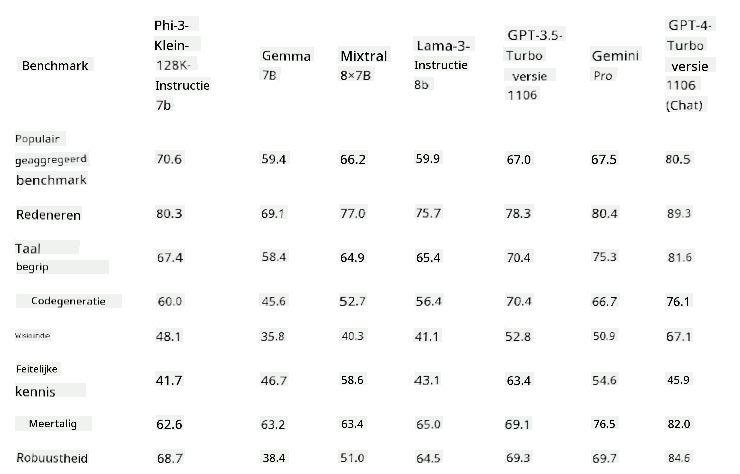 Benchmark
Phi-3-
Klein-
128K-
Instructie
7b
Gemma
7B
Mixtral
8×7B
Lama-3-
Instructie
8b
GPT-3.5-
Turbo
versie
1106
Gemini
Pro
GPT-4-
Turbo
versie
1106
(Chat)
Populair
geaggregeerd
benchmark
70.6 59.4 66.2 59.9 67.0 67.5 80.5
Redeneren 80.3 69.1 77.0 75.7 78.3 80.4 89.3
Taal
begrip
67.4 58.4 64.9 65.4 70.4 75.3 81.6
Codegeneratie 60.0 45.6 52.7 56.4 70.4 66.7 76.1
Wiskunde 48.1 35.8 40.3 41.1 52.8 50.9 67.1
Feitelijke
kennis
41.7 46.7 58.6 43.1 63.4 54.6 45.9
Meertalig 62.6 63.2 63.4 65.0 69.1 76.5 82.0
Robuustheid 68.7 38.4 51.0 64.5 69.3 69.7 84.6